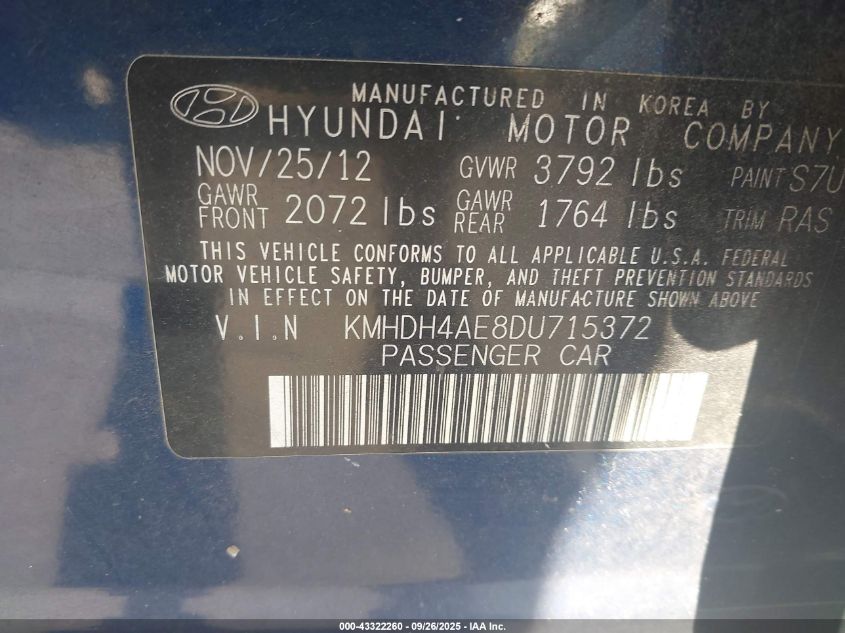 MANUFACTURED IN KOREA BY
HYUNDAI MOTOR COMPANY
NOV/25/12 GVWR 3792 lbs PAINT S7U
GAWR FRONT 2072 lbs GAWR REAR 1764 lbs TRIM RAS
THIS VEHICLE CONFORMS TO ALL APPLICABLE U.S.A. FEDERAL
MOTOR VEHICLE SAFETY, BUMPER, AND THEFT PREVENTION STANDARDS
IN EFFECT ON THE DATE OF MANUFACTURE SHOWN ABOVE
V.I.N KMHDH4AE8DU715372
PASSENGER CAR
000-43322260 - 09/26/2025 - IAA Inc.